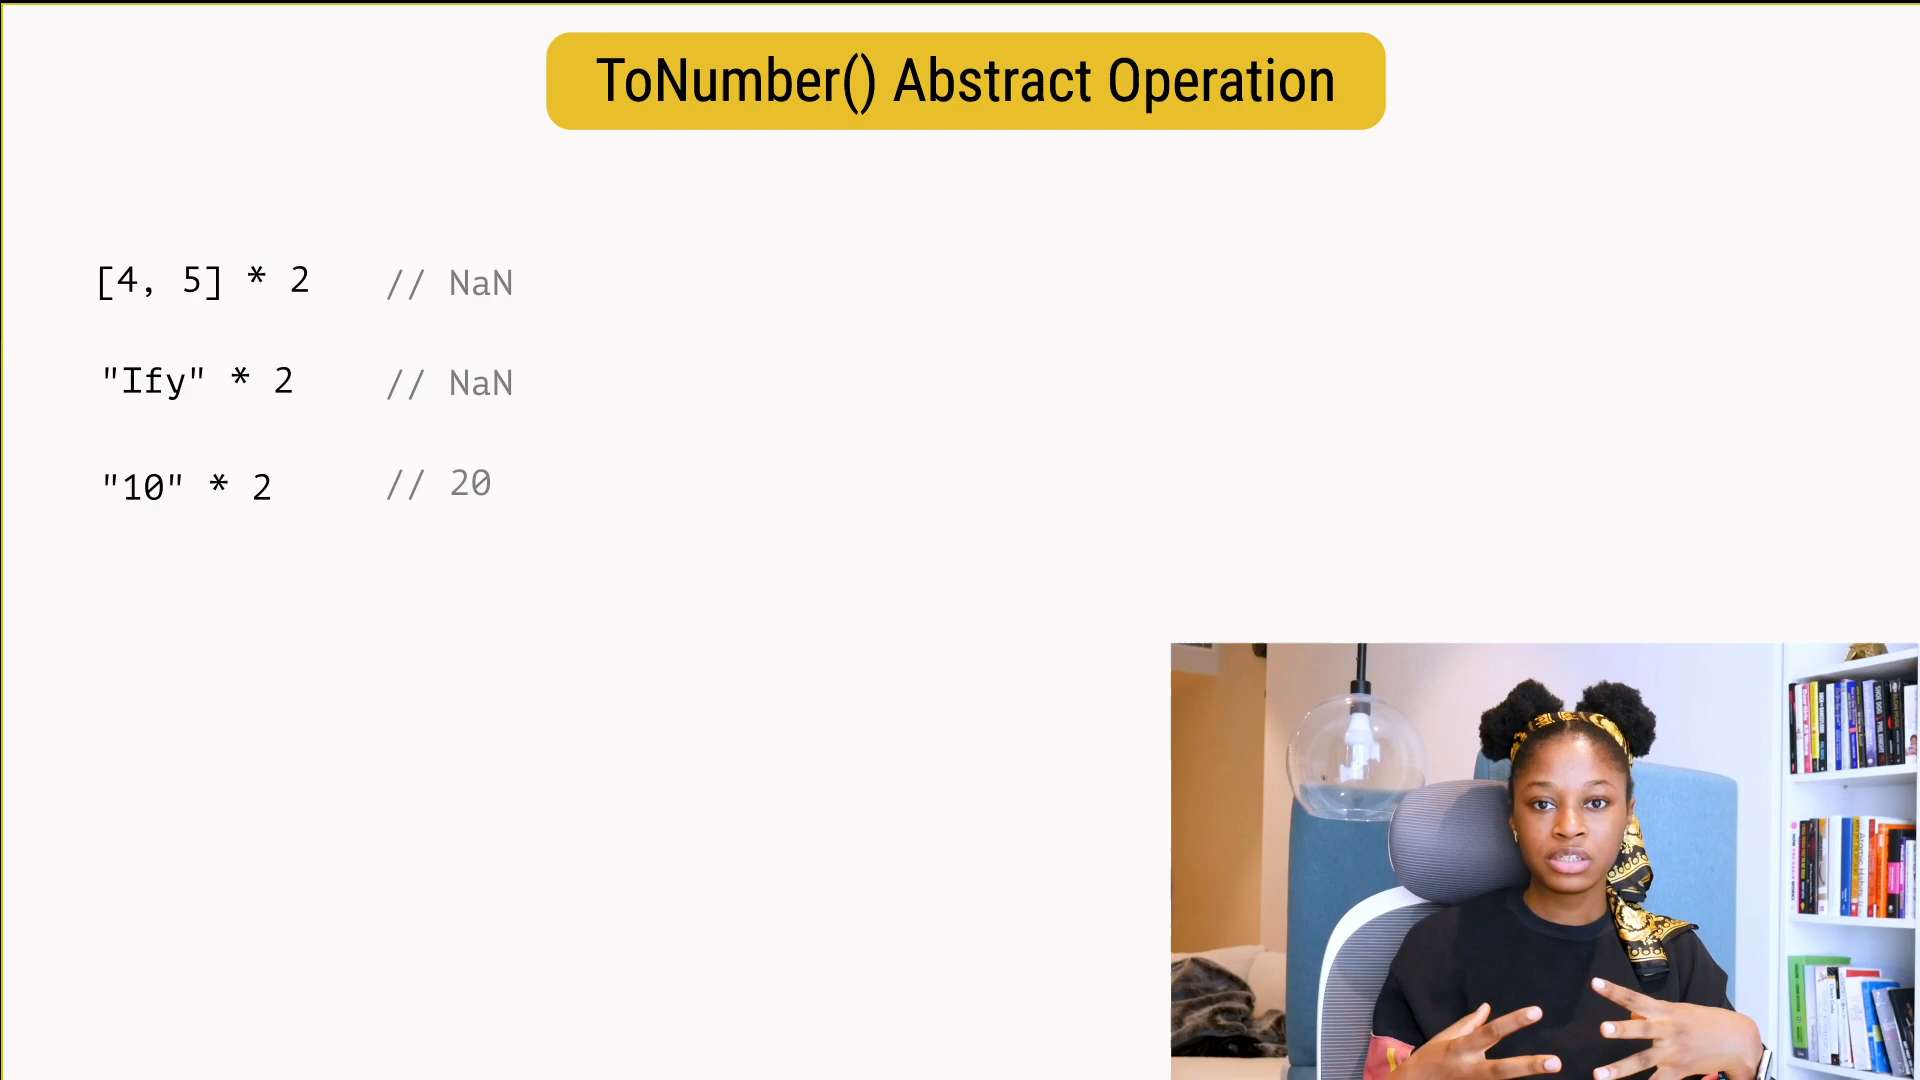 ToNumber() Abstract Operation
[4, 5] * 2 // NaN
"Ify" * 2 // NaN
"10" * 2 // 20